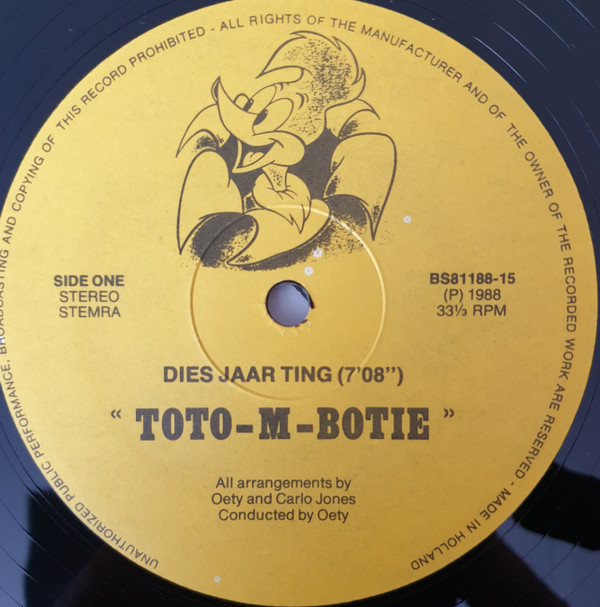 UNAUTHORIZED PUBLIC PERFORMANCE, BROADCASTING AND COPYING OF THIS RECORD PROHIBITED - ALL RIGHTS OF THE MANUFACTURER AND OF THE OWNER OF THE RECORDED WORK ARE RESERVED - MADE IN HOLLAND
SIDE ONE
STEREO
STEMRA
BS81188-15
(P) 1988
33⅓ RPM
DIES JAAR TING (7'08")
" TOTO-M-BOTIE "
All arrangements by
Oety and Carlo Jones
Conducted by Oety